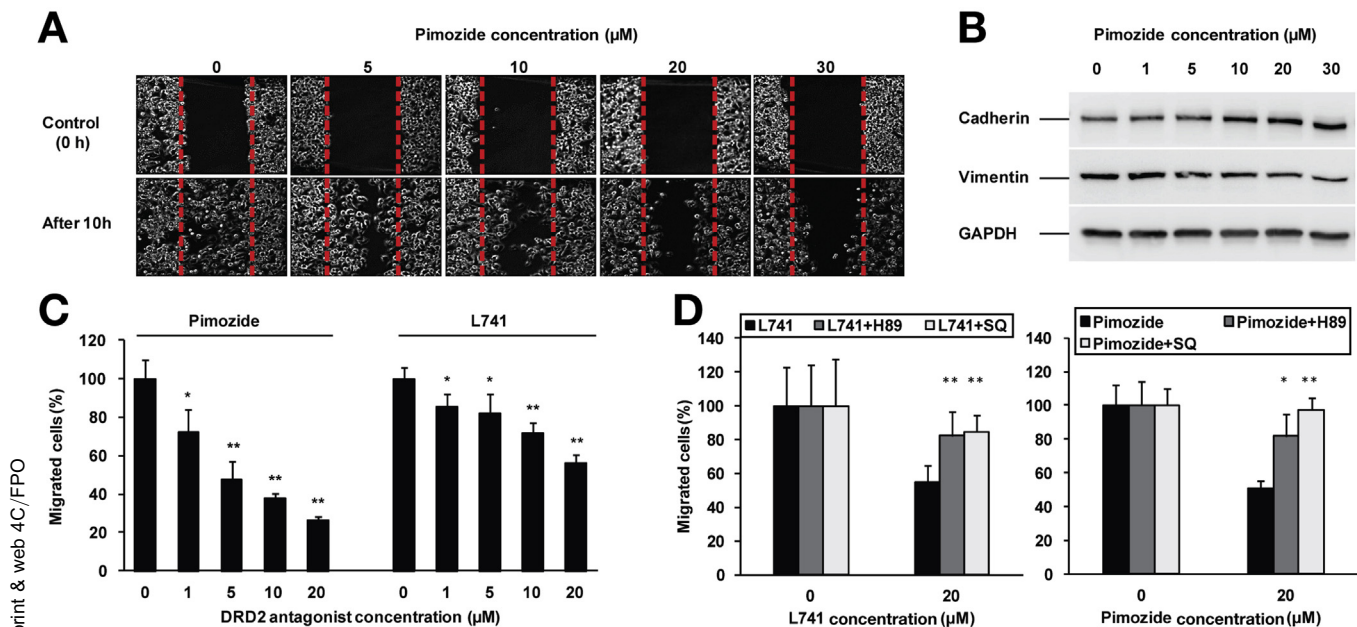 A
Pimozide concentration (µM)
0 5 10 20 30
Control
(0 h)
After 10h
B
Pimozide concentration (µM)
0 1 5 10 20 30
Cadherin
Vimentin
GAPDH
C
Pimozide L741
Migrated cells (%)
120
100
80
60
40
20
0
* ** ** ** * * ** **
0 1 5 10 20 0 1 5 10 20
DRD2 antagonist concentration (µM)
D
L741 L741+H89 L741+SQ
Migrated cells (%)
140
120
100
80
60
40
20
0
** **
0 20
L741 concentration (µM)
Pimozide Pimozide+H89
Pimozide+SQ
140
120
100
80
60
40
20
0
* **
0 20
Pimozide concentration (µM)
print & web 4C/FPO